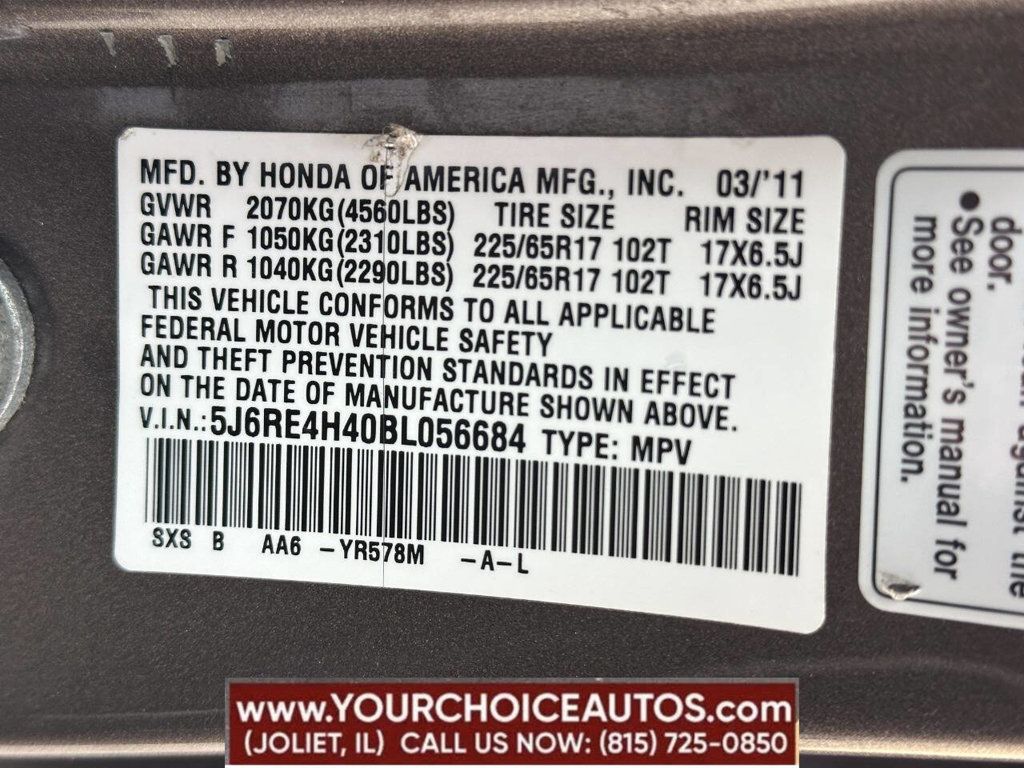 MFD. BY HONDA OF AMERICA MFG., INC. 03/'11
GVWR 2070KG(4560LBS) TIRE SIZE RIM SIZE
GAWR F 1050KG(2310LBS) 225/65R17 102T 17X6.5J
GAWR R 1040KG(2290LBS) 225/65R17 102T 17X6.5J
THIS VEHICLE CONFORMS TO ALL APPLICABLE
FEDERAL MOTOR VEHICLE SAFETY
AND THEFT PREVENTION STANDARDS IN EFFECT
ON THE DATE OF MANUFACTURE SHOWN ABOVE.
V.I.N.: 5J6RE4H40BL056684 TYPE: MPV
SXS B AA6 -YR578M -A-L
against the
door.
• See owner's manual for
more information.
WWW.YOURCHOICEAUTOS.com
(JOLIET, IL) CALL US NOW: (815) 725-0850